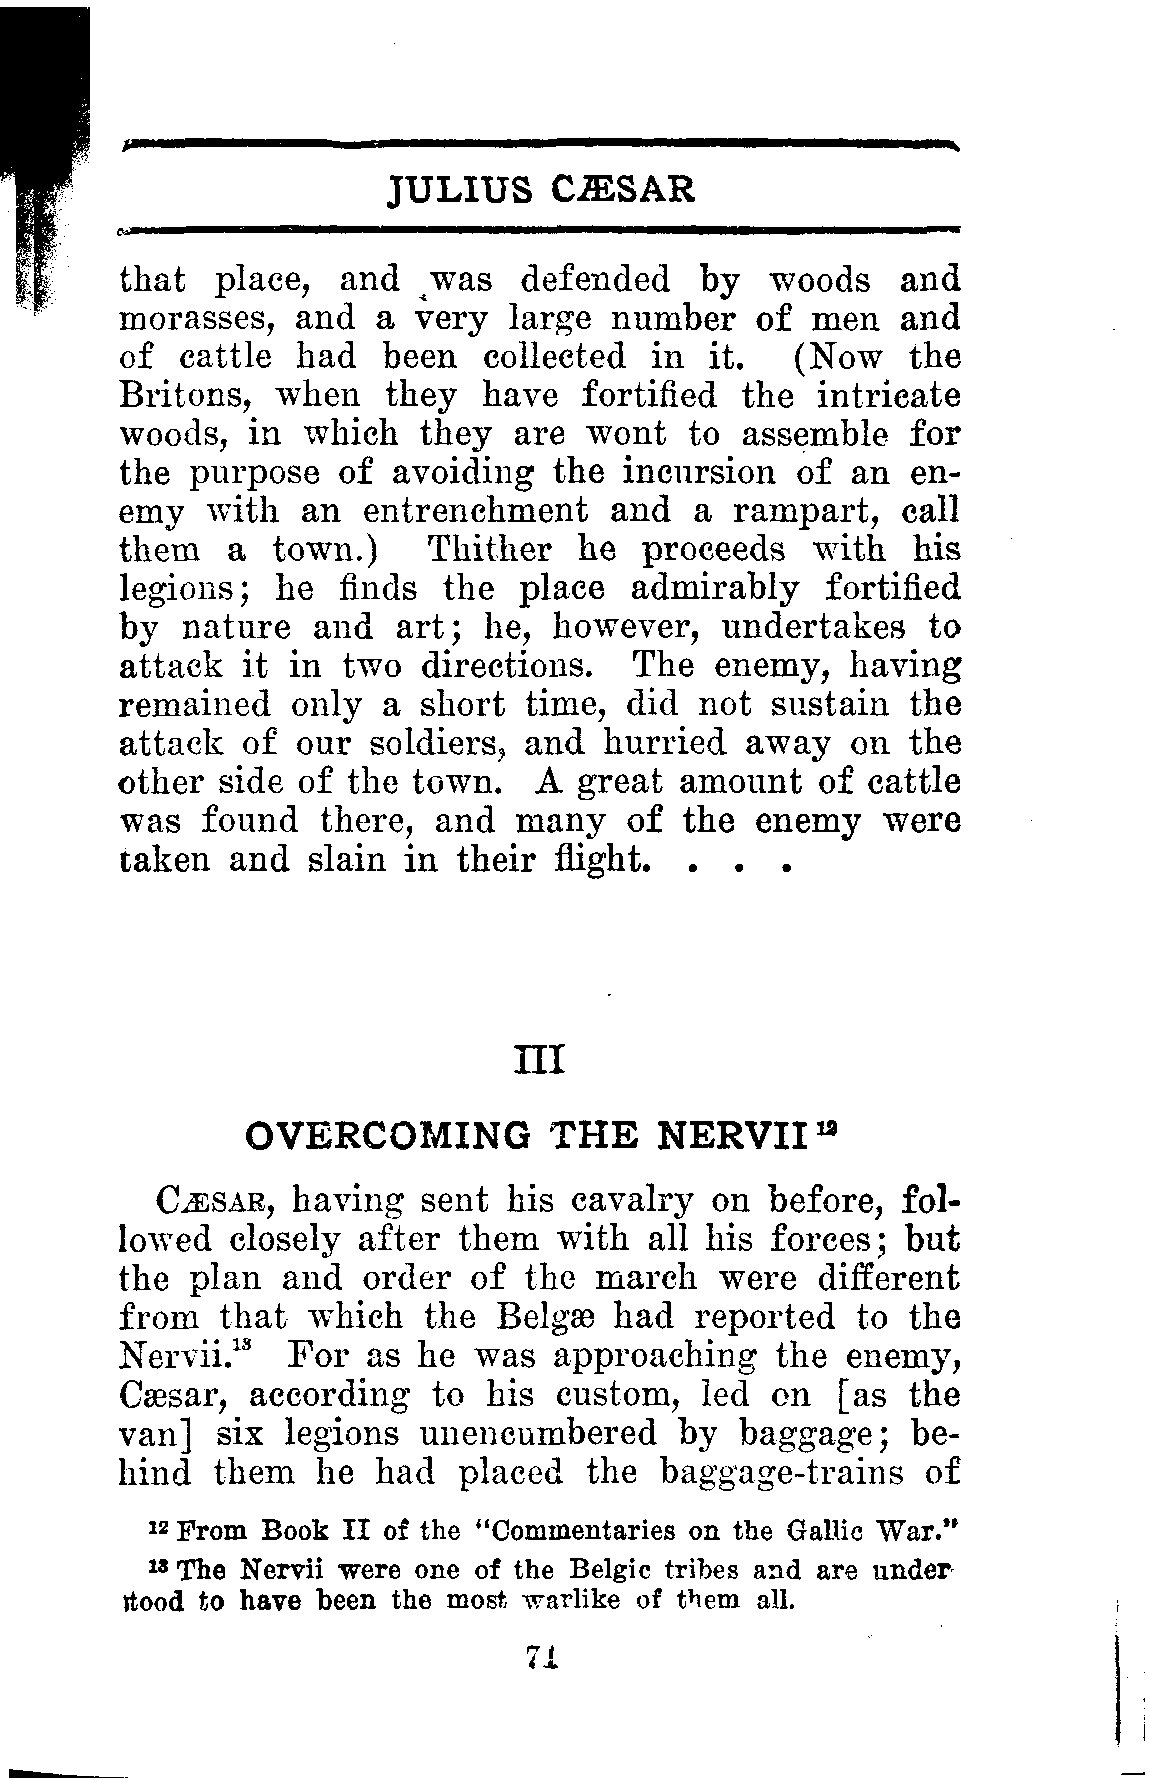 JULIUS CÆSAR
that place, and was defended by woods and
morasses, and a very large number of men and
of cattle had been collected in it. (Now the
Britons, when they have fortified the intricate
woods, in which they are wont to assemble for
the purpose of avoiding the incursion of an en-
emy with an entrenchment and a rampart, call
them a town.) Thither he proceeds with his
legions; he finds the place admirably fortified
by nature and art; he, however, undertakes to
attack it in two directions. The enemy, having
remained only a short time, did not sustain the
attack of our soldiers, and hurried away on the
other side of the town. A great amount of cattle
was found there, and many of the enemy were
taken and slain in their flight. . . .
III
OVERCOMING THE NERVII¹²
CÆSAR, having sent his cavalry on before, fol-
lowed closely after them with all his forces; but
the plan and order of the march were different
from that which the Belgæ had reported to the
Nervii.¹³ For as he was approaching the enemy,
Cæsar, according to his custom, led on [as the
van] six legions unencumbered by baggage; be-
hind them he had placed the baggage-trains of
¹² From Book II of the "Commentaries on the Gallic War."
¹³ The Nervii were one of the Belgic tribes and are under-
stood to have been the most warlike of them all.
71